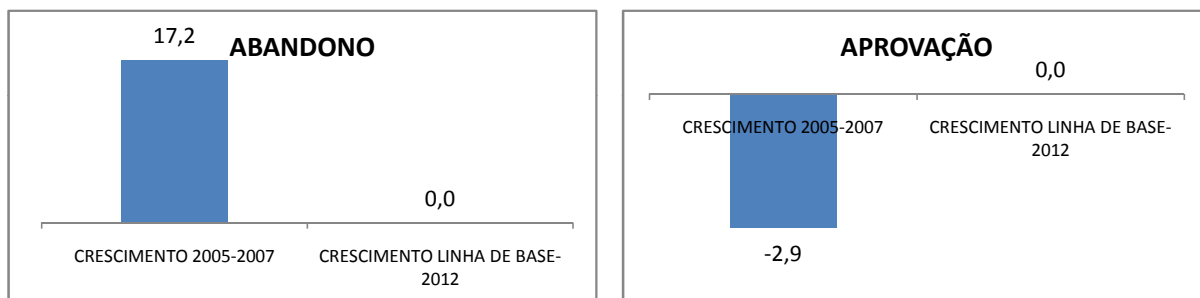 17,2
ABANDONO
0,0
CRESCIMENTO 2005-2007
CRESCIMENTO LINHA DE BASE-
2012
APROVAÇÃO
0,0
CRESCIMENTO 2005-2007
CRESCIMENTO LINHA DE BASE-
2012
-2,9